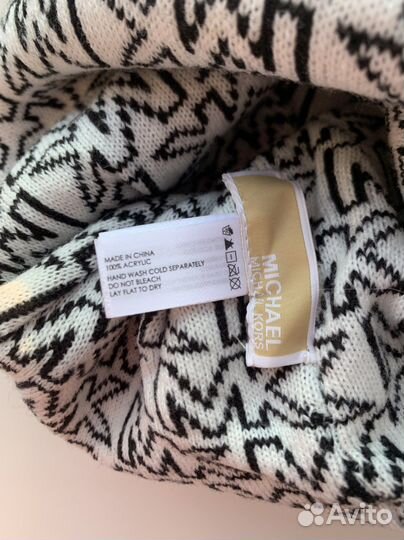 MADE IN CHINA
100% ACRYLIC
HAND WASH COLD SEPARATELY
DO NOT BLEACH
LAY FLAT TO DRY
MICHAEL
MICHAEL KORS
Avito